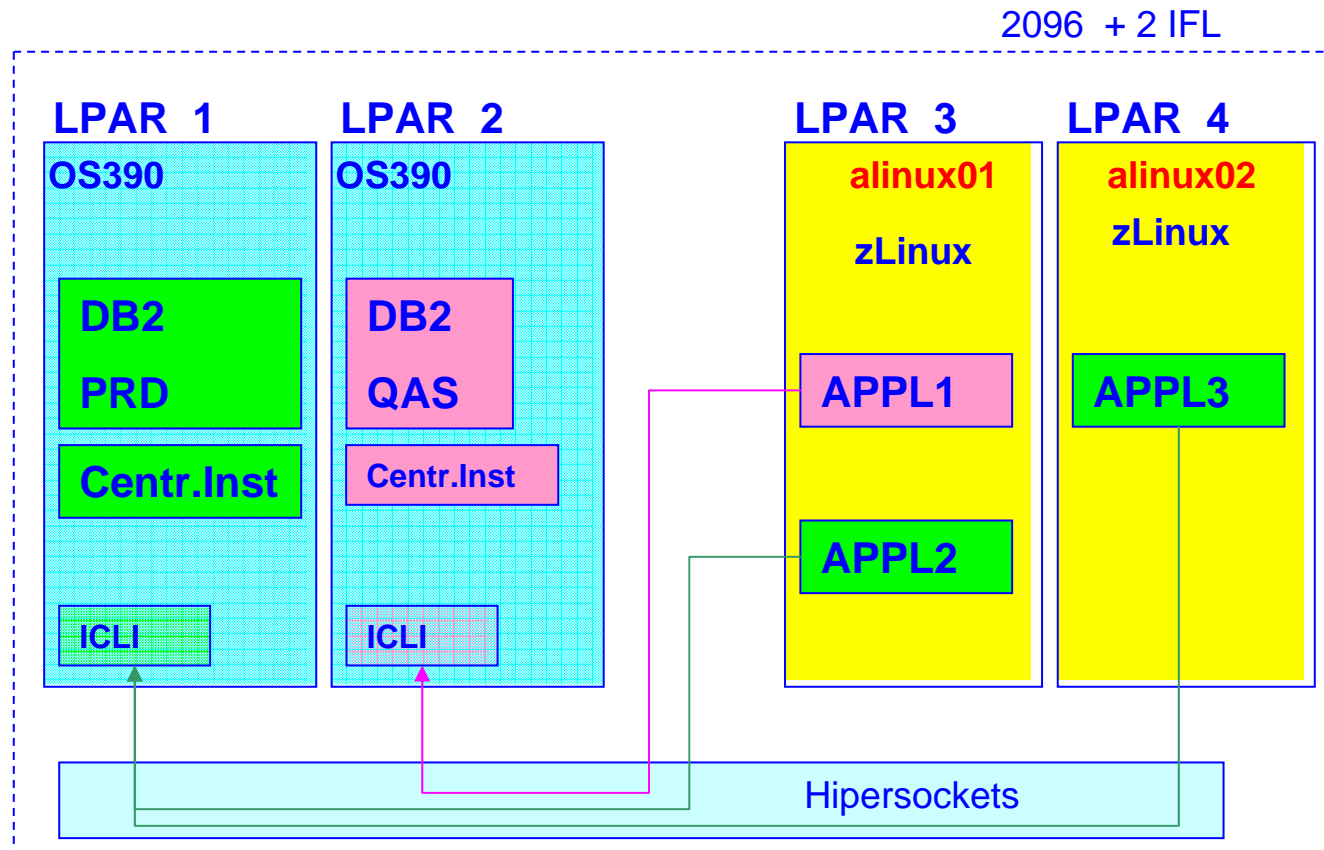 2096 + 2 IFL
LPAR 1
LPAR 2
LPAR 3
LPAR 4
OS390
OS390
alinux01
alinux02
zLinux
zLinux
DB2
PRD
DB2
QAS
APPL1
APPL3
Centr.Inst
Centr.Inst
APPL2
ICLI
ICLI
Hipersockets